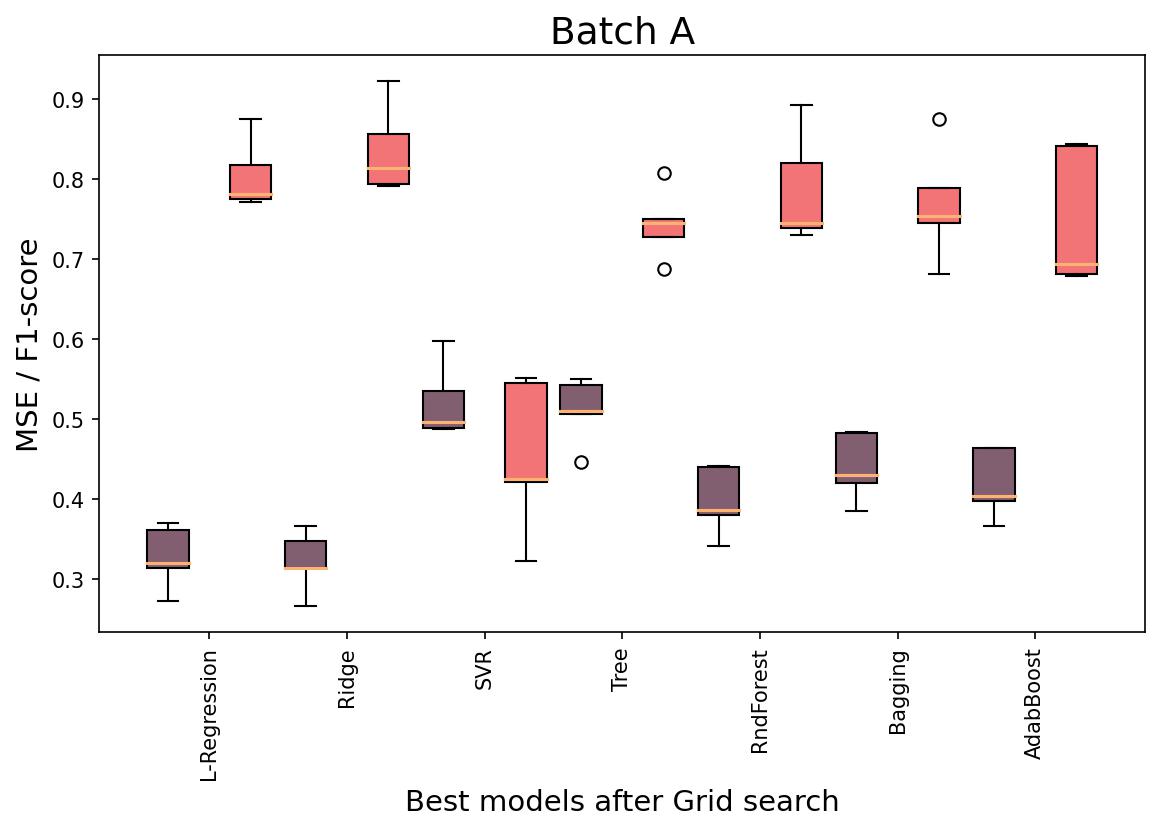 Batch A
MSE / F1-score
0.9
0.8
0.7
0.6
0.5
0.4
0.3
L-Regression
Ridge
SVR
Tree
RndForest
Bagging
AdabBoost
Best models after Grid search